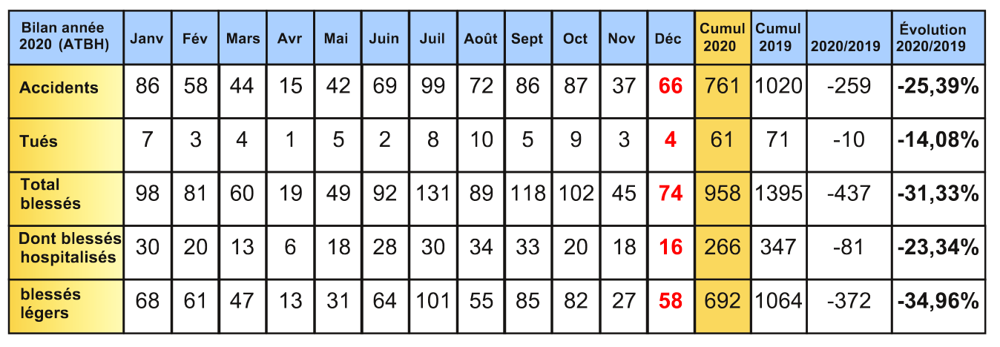 Bilan année
2020 (ATBH) Janv Fév Mars Avr Mai Juin Juil Août Sept Oct Nov Déc Cumul 2020 Cumul 2019 2020/2019 Évolution 2020/2019
Accidents 86 58 44 15 42 69 99 72 86 87 37 66 761 1020 -259 -25,39%
Tués 7 3 4 1 5 2 8 10 5 9 3 4 61 71 -10 -14,08%
Total
blessés 98 81 60 19 49 92 131 89 118 102 45 74 958 1395 -437 -31,33%
Dont blessés
hospitalisés 30 20 13 6 18 28 30 34 33 20 18 16 266 347 -81 -23,34%
blessés
légers 68 61 47 13 31 64 101 55 85 82 27 58 692 1064 -372 -34,96%